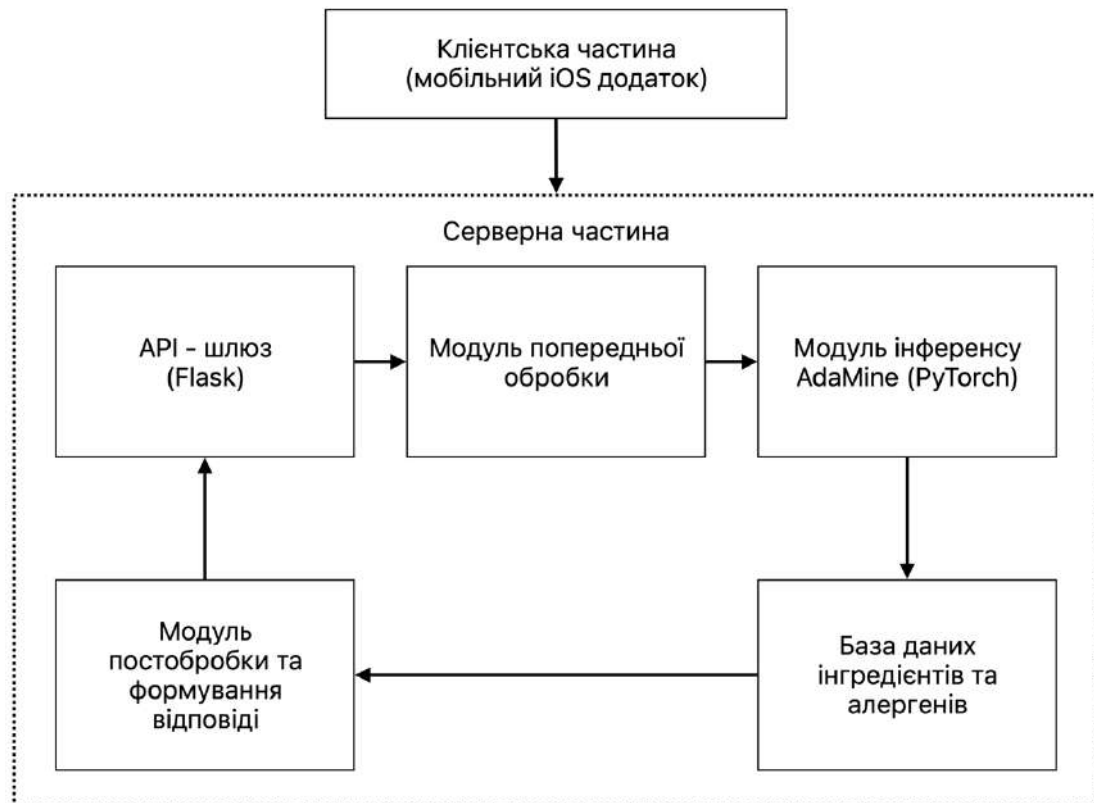 Клієнтська частина
(мобільний iOS додаток)
Серверна частина
API - шлюз
(Flask)
Модуль попередньої
обробки
Модуль інференсу
AdaMine (PyTorch)
Модуль
постобробки та
формування
відповіді
База даних
інгредієнтів та
алергенів